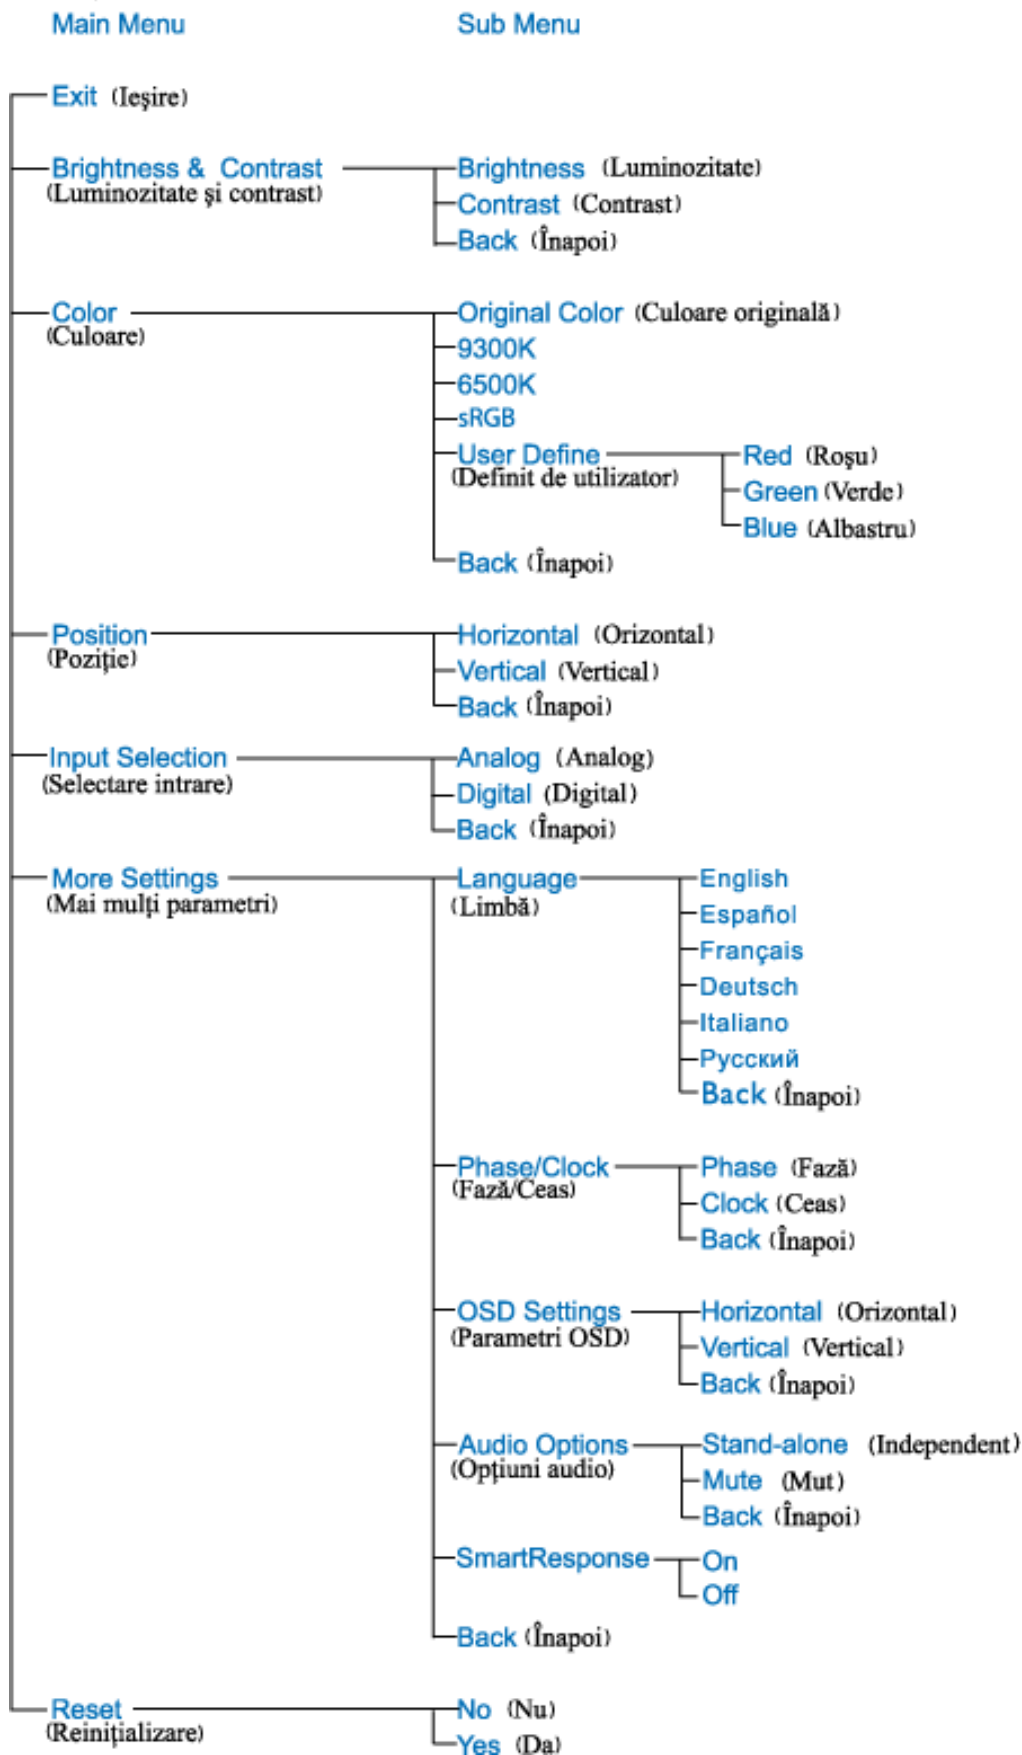 Main Menu Sub Menu
Exit (Ieşire)
Brightness & Contrast Brightness (Luminozitate)
(Luminozitate şi contrast)
Contrast (Contrast)
Back (Înapoi)
Color Original Color (Culoare originală)
(Culoare)
9300K
6500K
sRGB
User Define Red (Roşu)
(Definit de utilizator)
Green (Verde)
Blue (Albastru)
Back (Înapoi)
Position Horizontal (Orizontal)
(Poziţie)
Vertical (Vertical)
Back (Înapoi)
Input Selection Analog (Analog)
(Selectare intrare)
Digital (Digital)
Back (Înapoi)
More Settings Language English
(Mai mulţi parametri) (Limbă)
Español
Français
Deutsch
Italiano
Русский
Back (Înapoi)
Phase/Clock Phase (Fază)
(Fază/Ceas)
Clock (Ceas)
Back (Înapoi)
OSD Settings Horizontal (Orizontal)
(Parametri OSD)
Vertical (Vertical)
Back (Înapoi)
Audio Options Stand-alone (Independent)
(Opţiuni audio)
Mute (Mut)
Back (Înapoi)
SmartResponse On
Off
Back (Înapoi)
Reset No (Nu)
(Reiniţializare)
Yes (Da)